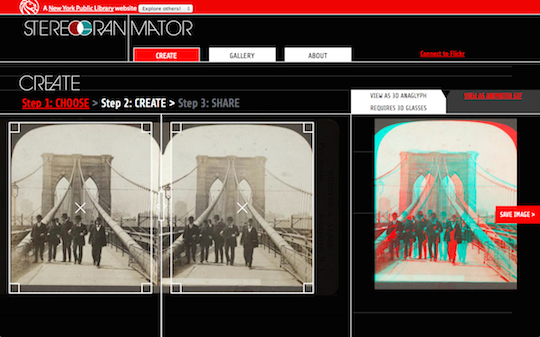 A New York Public Library website Explore others!
STEREOGRANIMATOR
CREATE GALLERY ABOUT
Connect to Flickr
CREATE
Step 1: CHOOSE > Step 2: CREATE > Step 3: SHARE
VIEW AS 3D ANAGLYPH
REQUIRES 3D GLASSES
VIEW AS ANIMATED GIF
SAVE IMAGE >